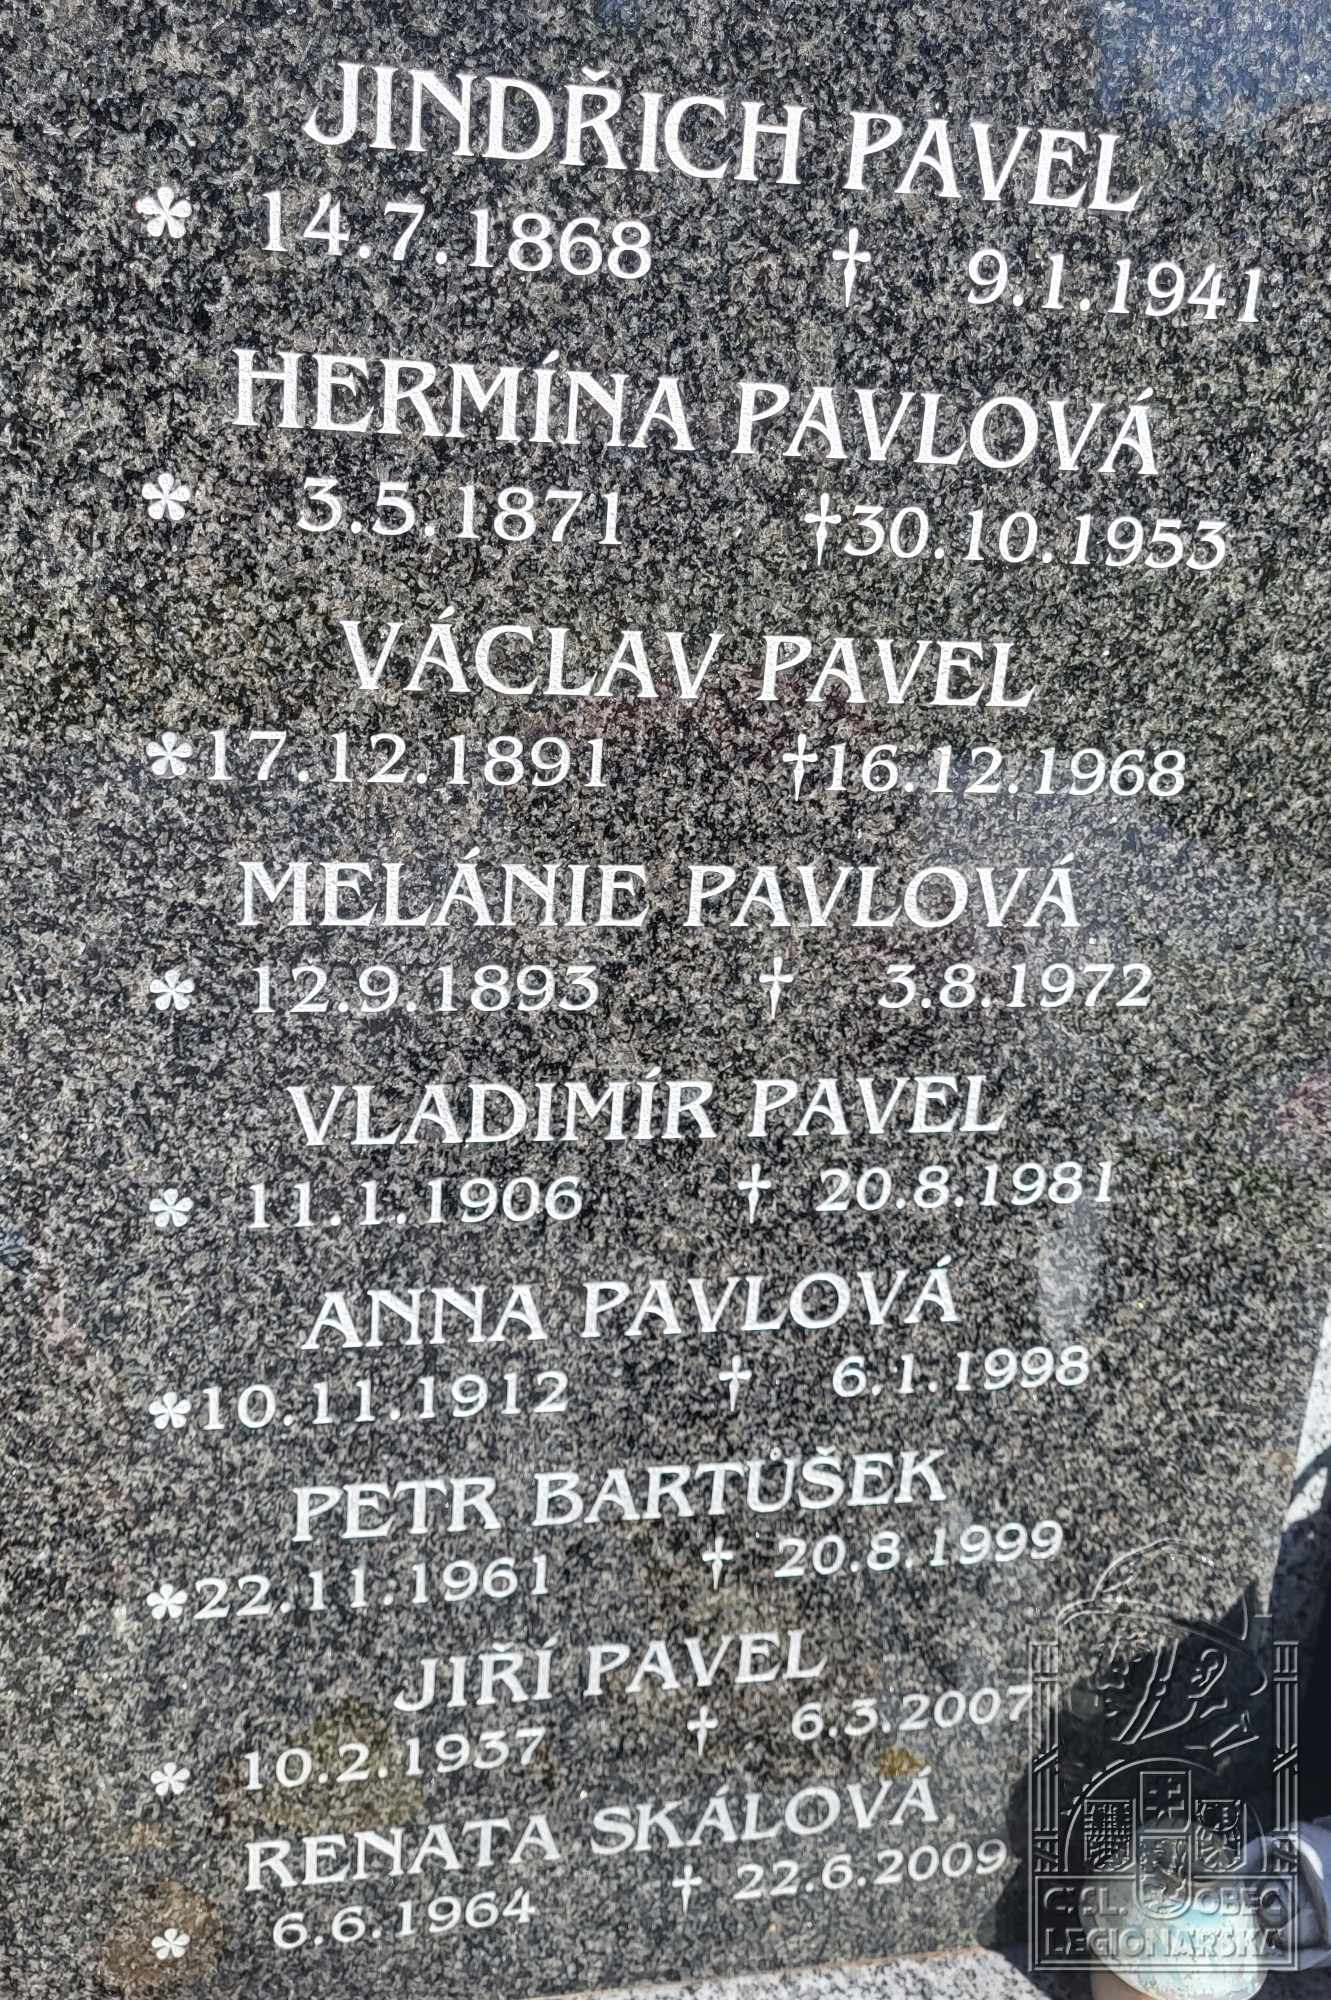 JINDŘICH PAVEL
* 14.7.1868 † 9.1.1941
HERMÍNA PAVLOVÁ
* 3.5.1871 †30.10.1953
VÁCLAV PAVEL
*17.12.1891 †16.12.1968
MELÁNIE PAVLOVÁ
* 12.9.1893 † 3.8.1972
VLADIMÍR PAVEL
* 11.1.1906 † 20.8.1981
ANNA PAVLOVÁ
*10.11.1912 † 6.1.1998
PETR BARTŮŠEK
*22.11.1961 † 20.8.1999
JIŘÍ PAVEL
* 10.2.1937 † 6.3.2007
RENATA SKÁLOVÁ
* 6.6.1964 † 22.6.2009
Č.SL. OBEC
LEGIONÁŘSKÁ